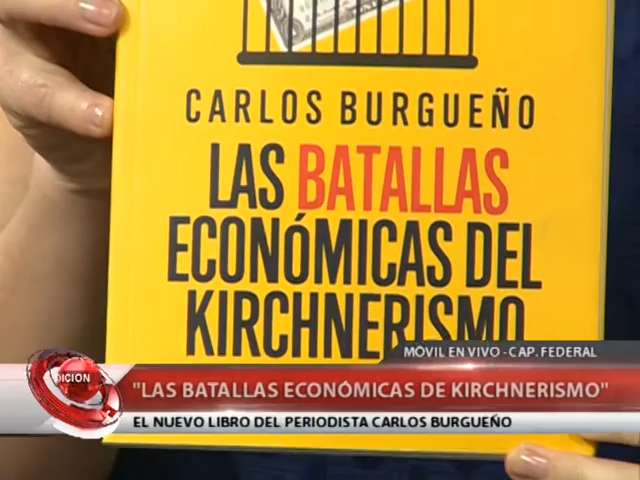 CARLOS BURGUEÑO
LAS BATALLAS
ECONÓMICAS DEL
KIRCHNERISMO
MÓVIL EN VIVO - CAP. FEDERAL
DICION
"LAS BATALLAS ECONÓMICAS DE KIRCHNERISMO"
EL NUEVO LIBRO DEL PERIODISTA CARLOS BURGUEÑO